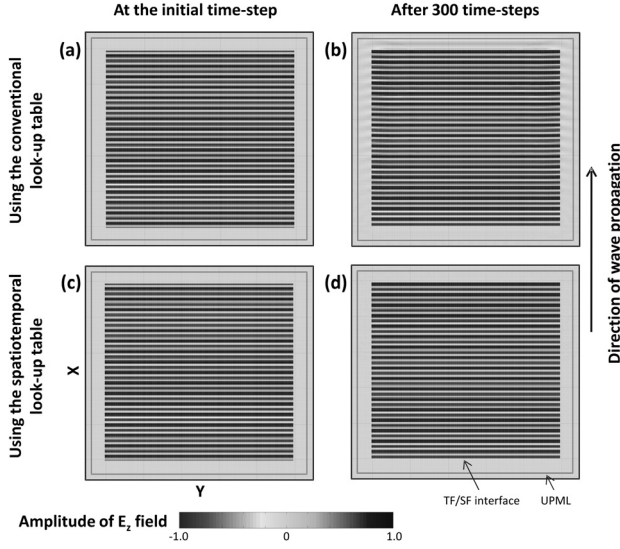 At the initial time-step
After 300 time-steps
(a)
(b)
Using the conventional
look-up table
Direction of wave propagation
(c)
(d)
Using the spatiotemporal
look-up table
X
Y
TF/SF interface
UPML
Amplitude of Ez field
-1.0
0
1.0